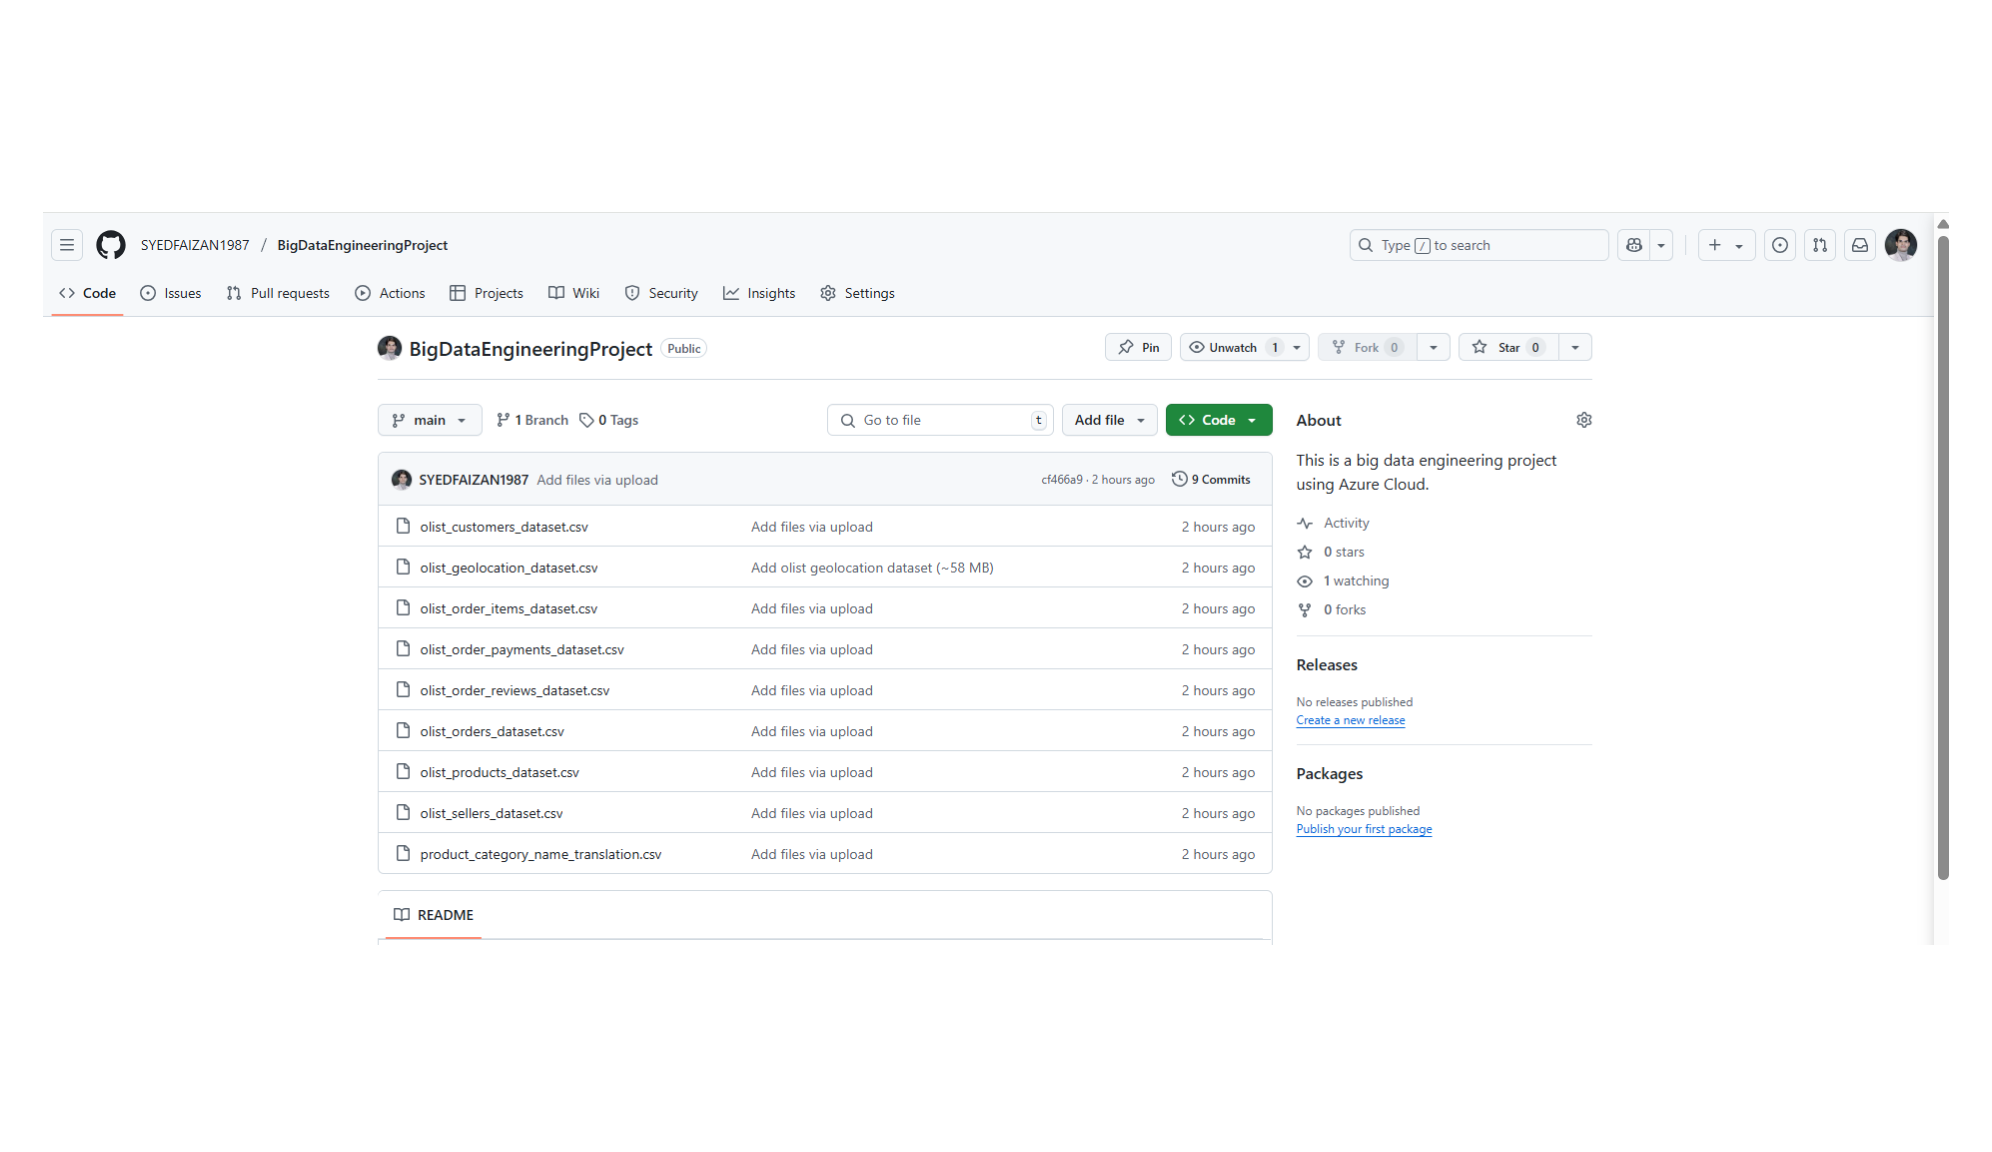 SYEDFAIZAN1987 / BigDataEngineeringProject
Type / to search
Code Issues Pull requests Actions Projects Wiki Security Insights Settings
BigDataEngineeringProject Public
Pin Unwatch 1 Fork 0 Star 0
main 1 Branch 0 Tags
Go to file t Add file Code
SYEDFAIZAN1987 Add files via upload cf466a9 · 2 hours ago 9 Commits
olist_customers_dataset.csv Add files via upload 2 hours ago
olist_geolocation_dataset.csv Add olist geolocation dataset (~58 MB) 2 hours ago
olist_order_items_dataset.csv Add files via upload 2 hours ago
olist_order_payments_dataset.csv Add files via upload 2 hours ago
olist_order_reviews_dataset.csv Add files via upload 2 hours ago
olist_orders_dataset.csv Add files via upload 2 hours ago
olist_products_dataset.csv Add files via upload 2 hours ago
olist_sellers_dataset.csv Add files via upload 2 hours ago
product_category_name_translation.csv Add files via upload 2 hours ago
README
About
This is a big data engineering project
using Azure Cloud.
Activity
0 stars
1 watching
0 forks
Releases
No releases published
Create a new release
Packages
No packages published
Publish your first package